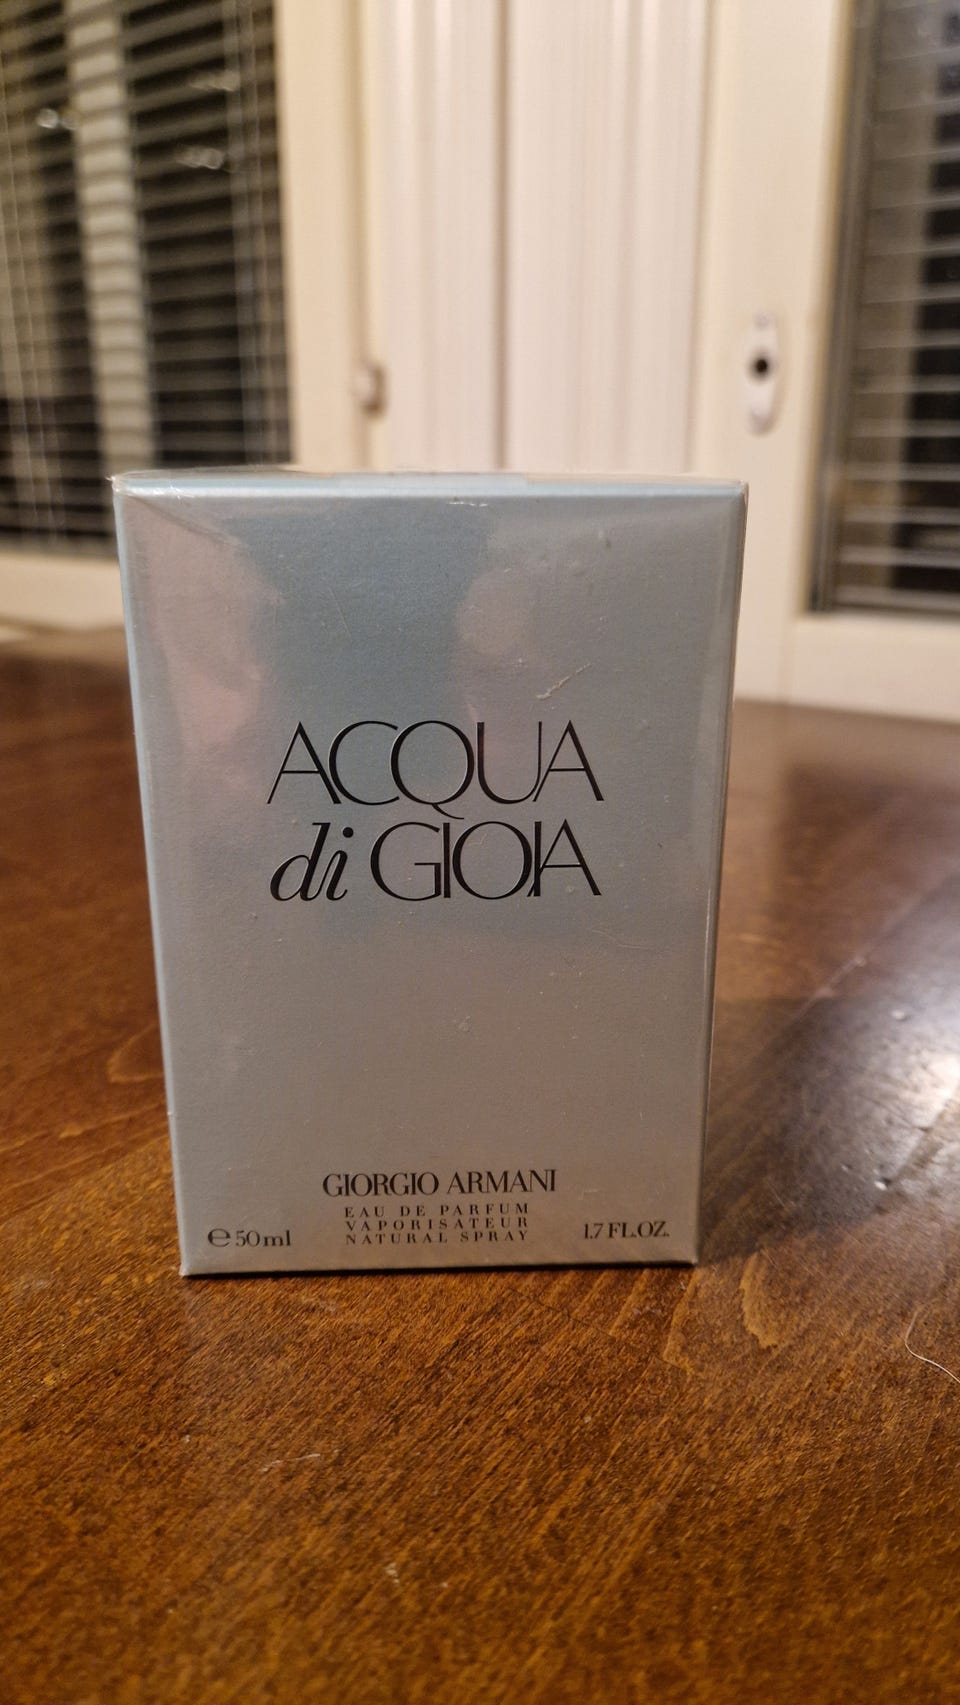 ACQUA
di GIOIA
GIORGIO ARMANI
EAU DE PARFUM
VAPORISATEUR
NATURAL SPRAY
℮50ml
1.7 FL.OZ.